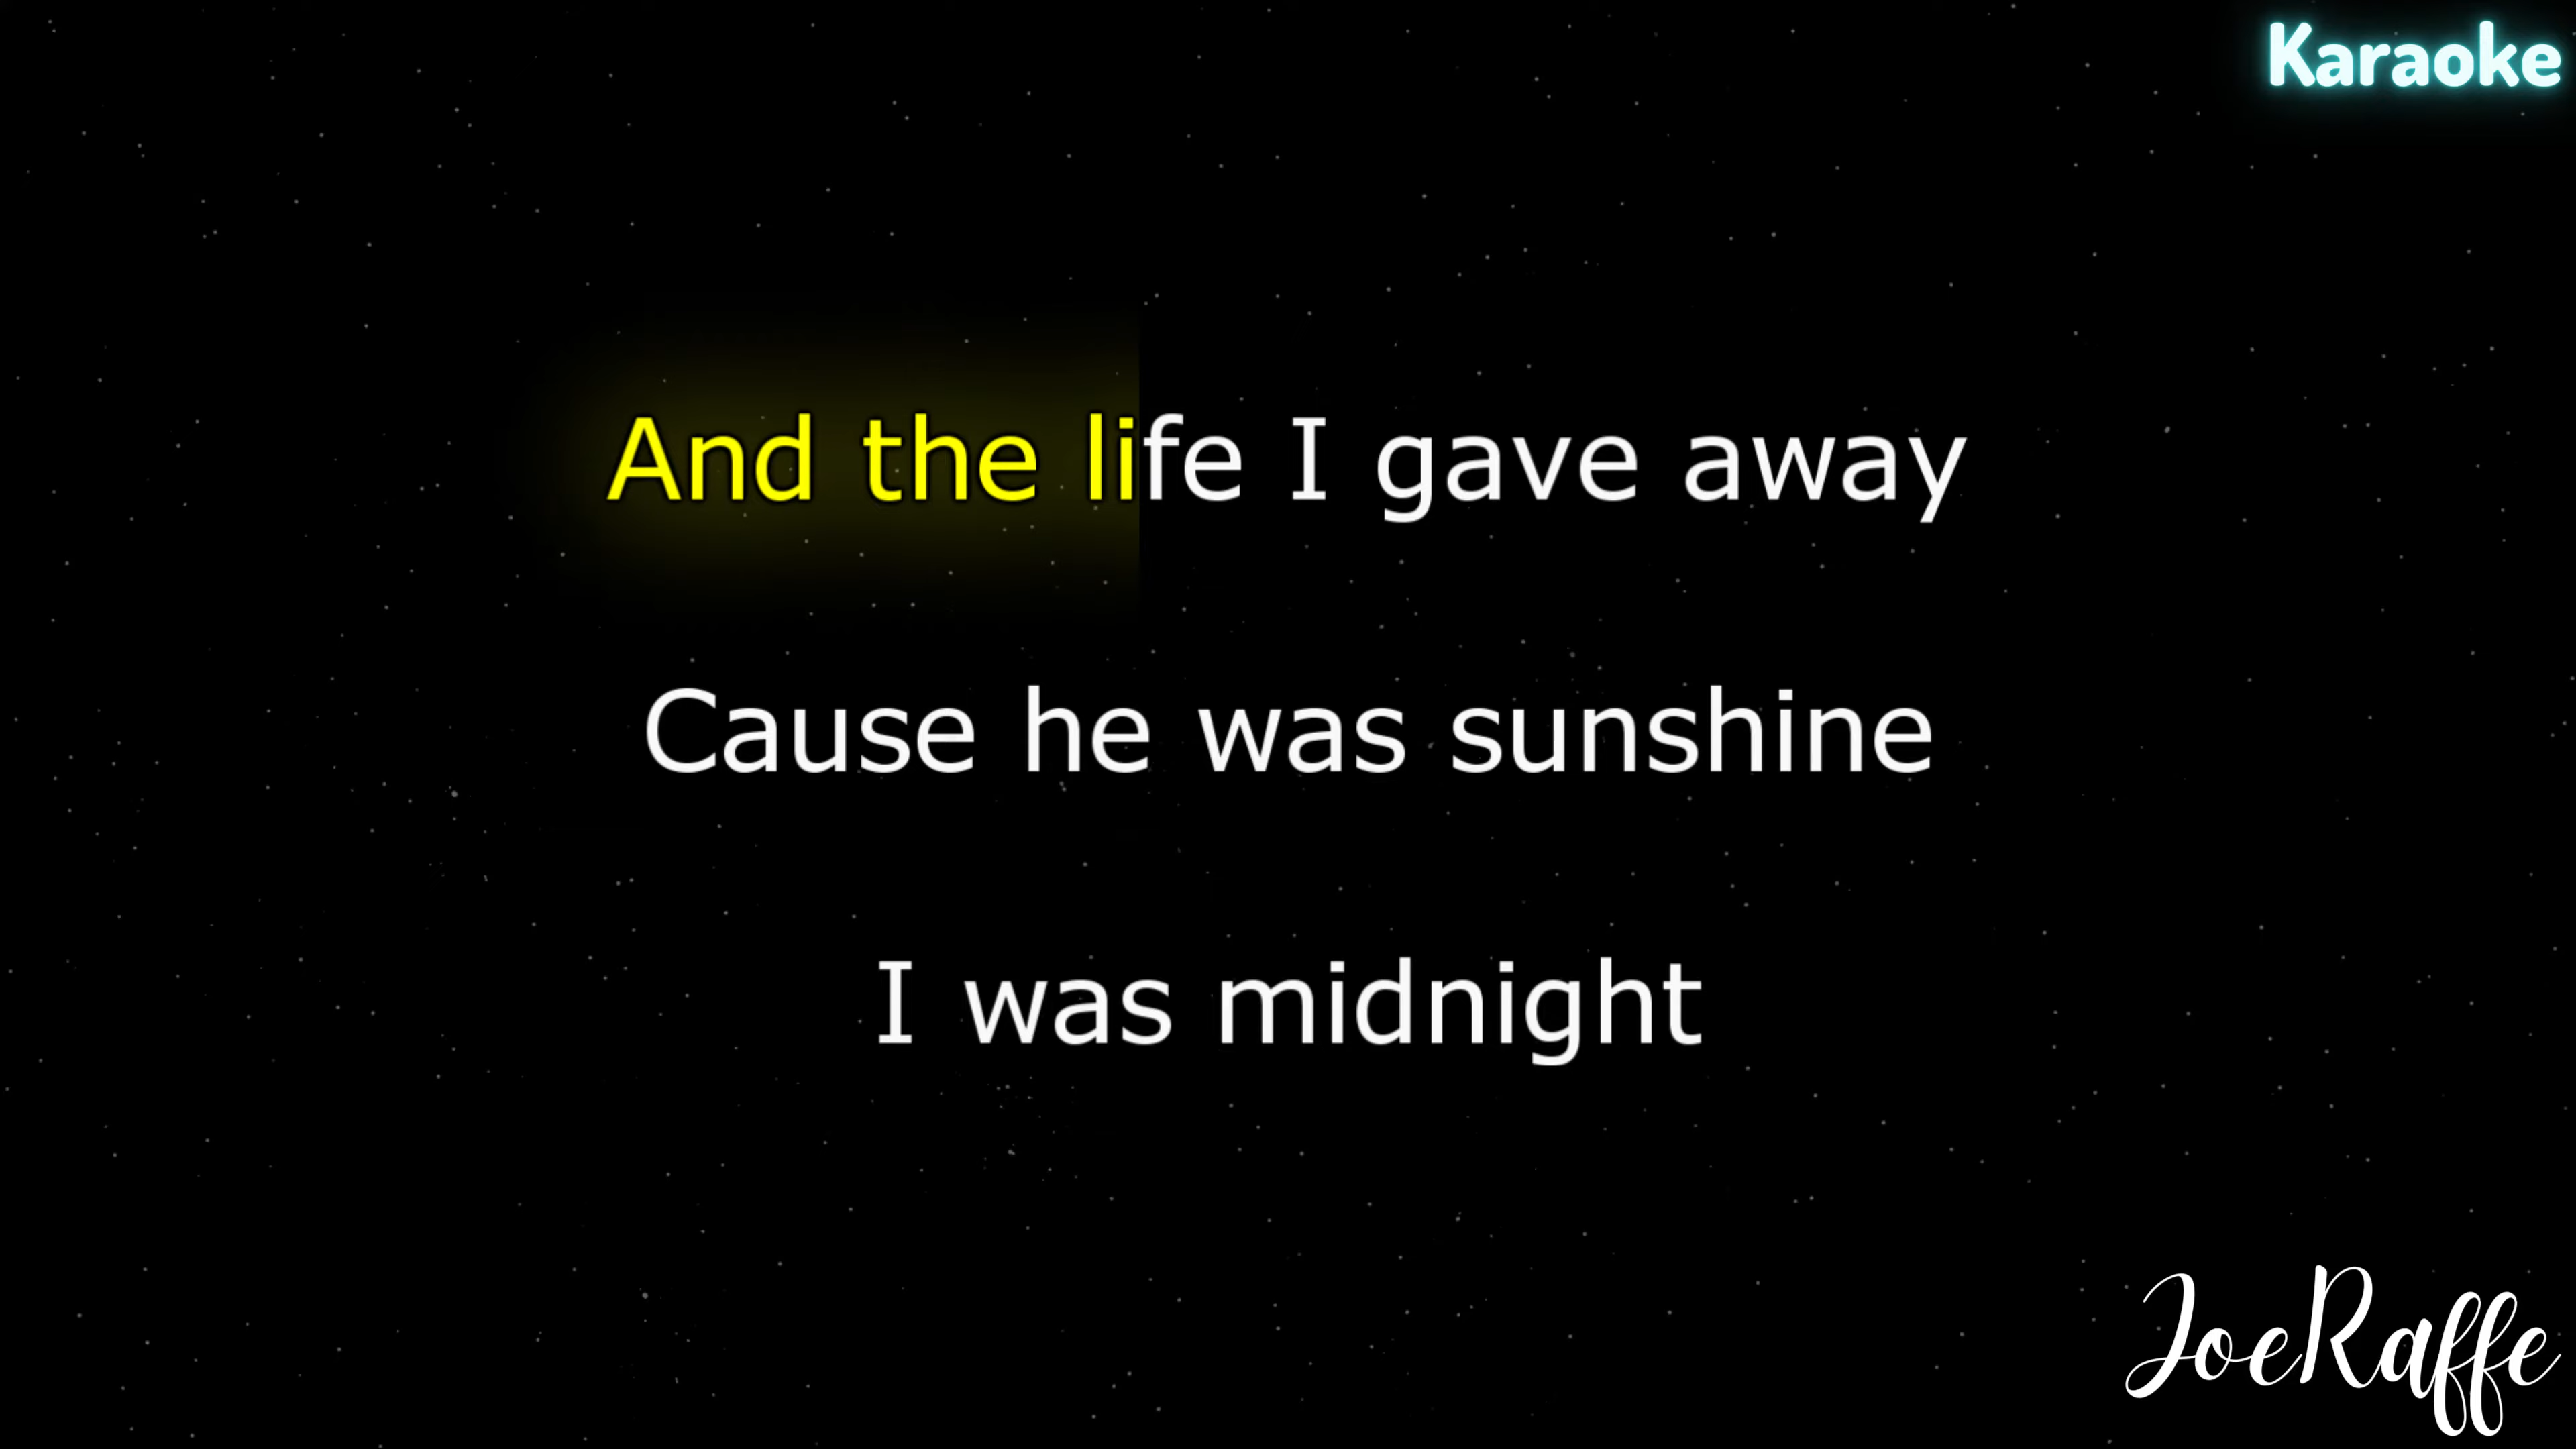 Karaoke
And the life I gave away
Cause he was sunshine
I was midnight
JoeRaffe